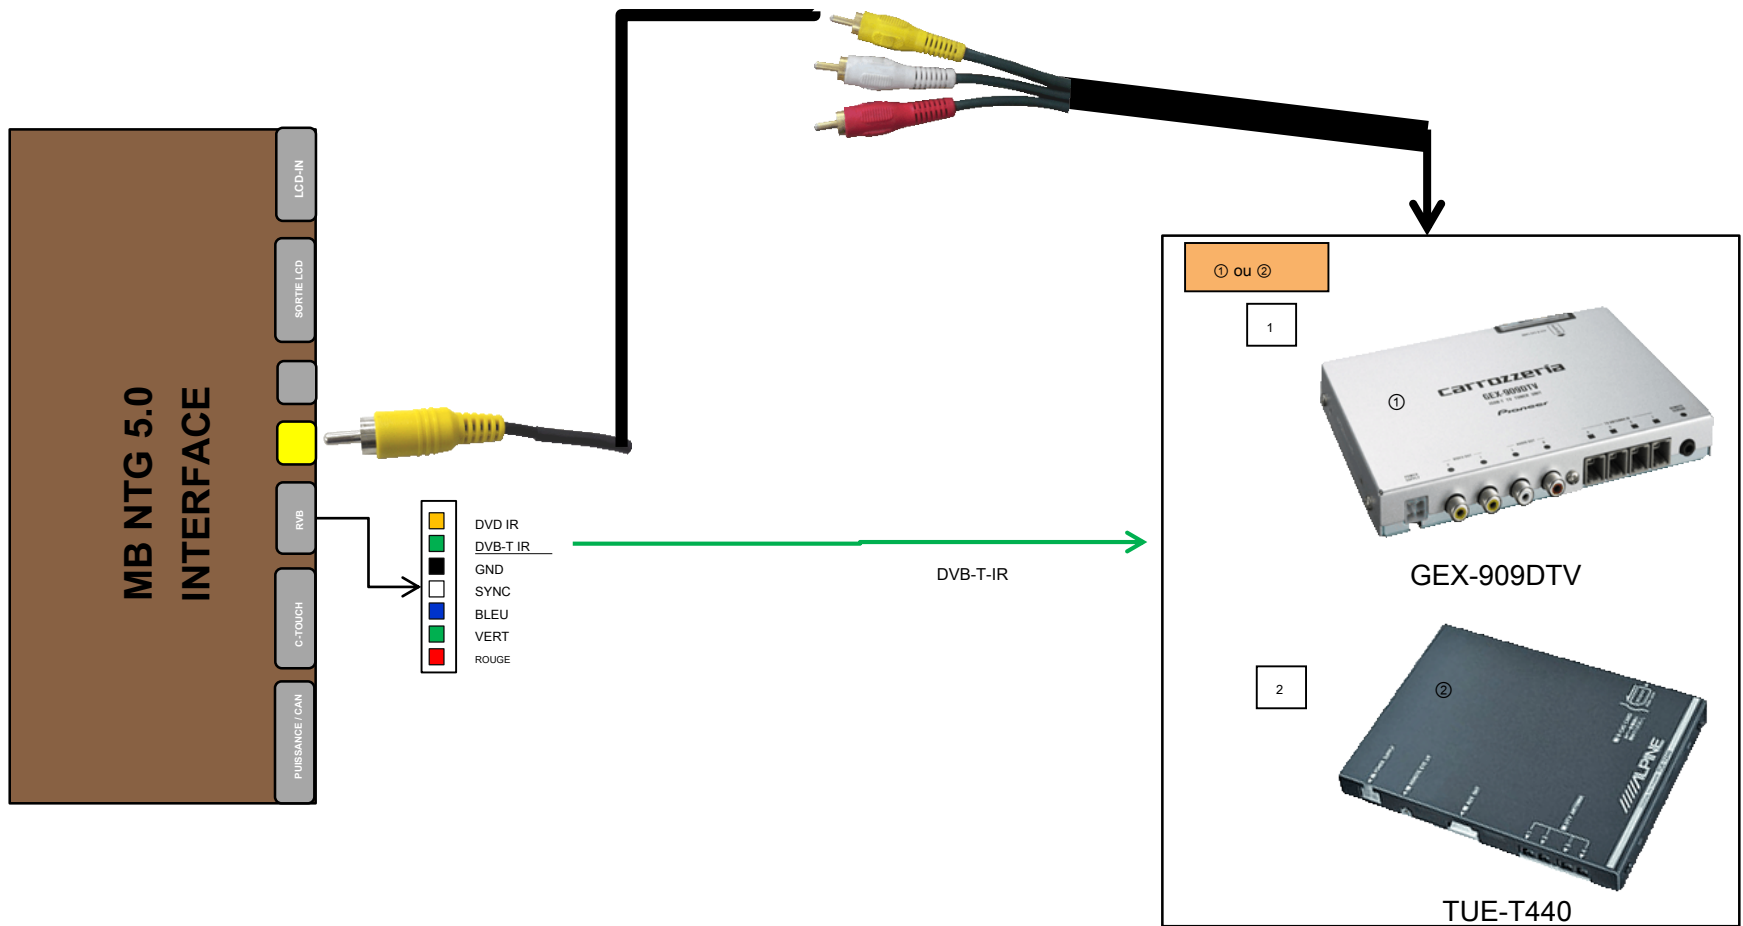 MB NTG 5.0
INTERFACE
LCD-IN
SORTIE LCD
RVB
C-TOUCH
PUISSANCE / CAN
DVD IR
DVB-T IR
GND
SYNC
BLEU
VERT
ROUGE
DVB-T-IR
① ou ②
1
①
carrozzeria
GEX-909DTV
Pioneer
GEX-909DTV
2
②
ALPINE
TUE-T440